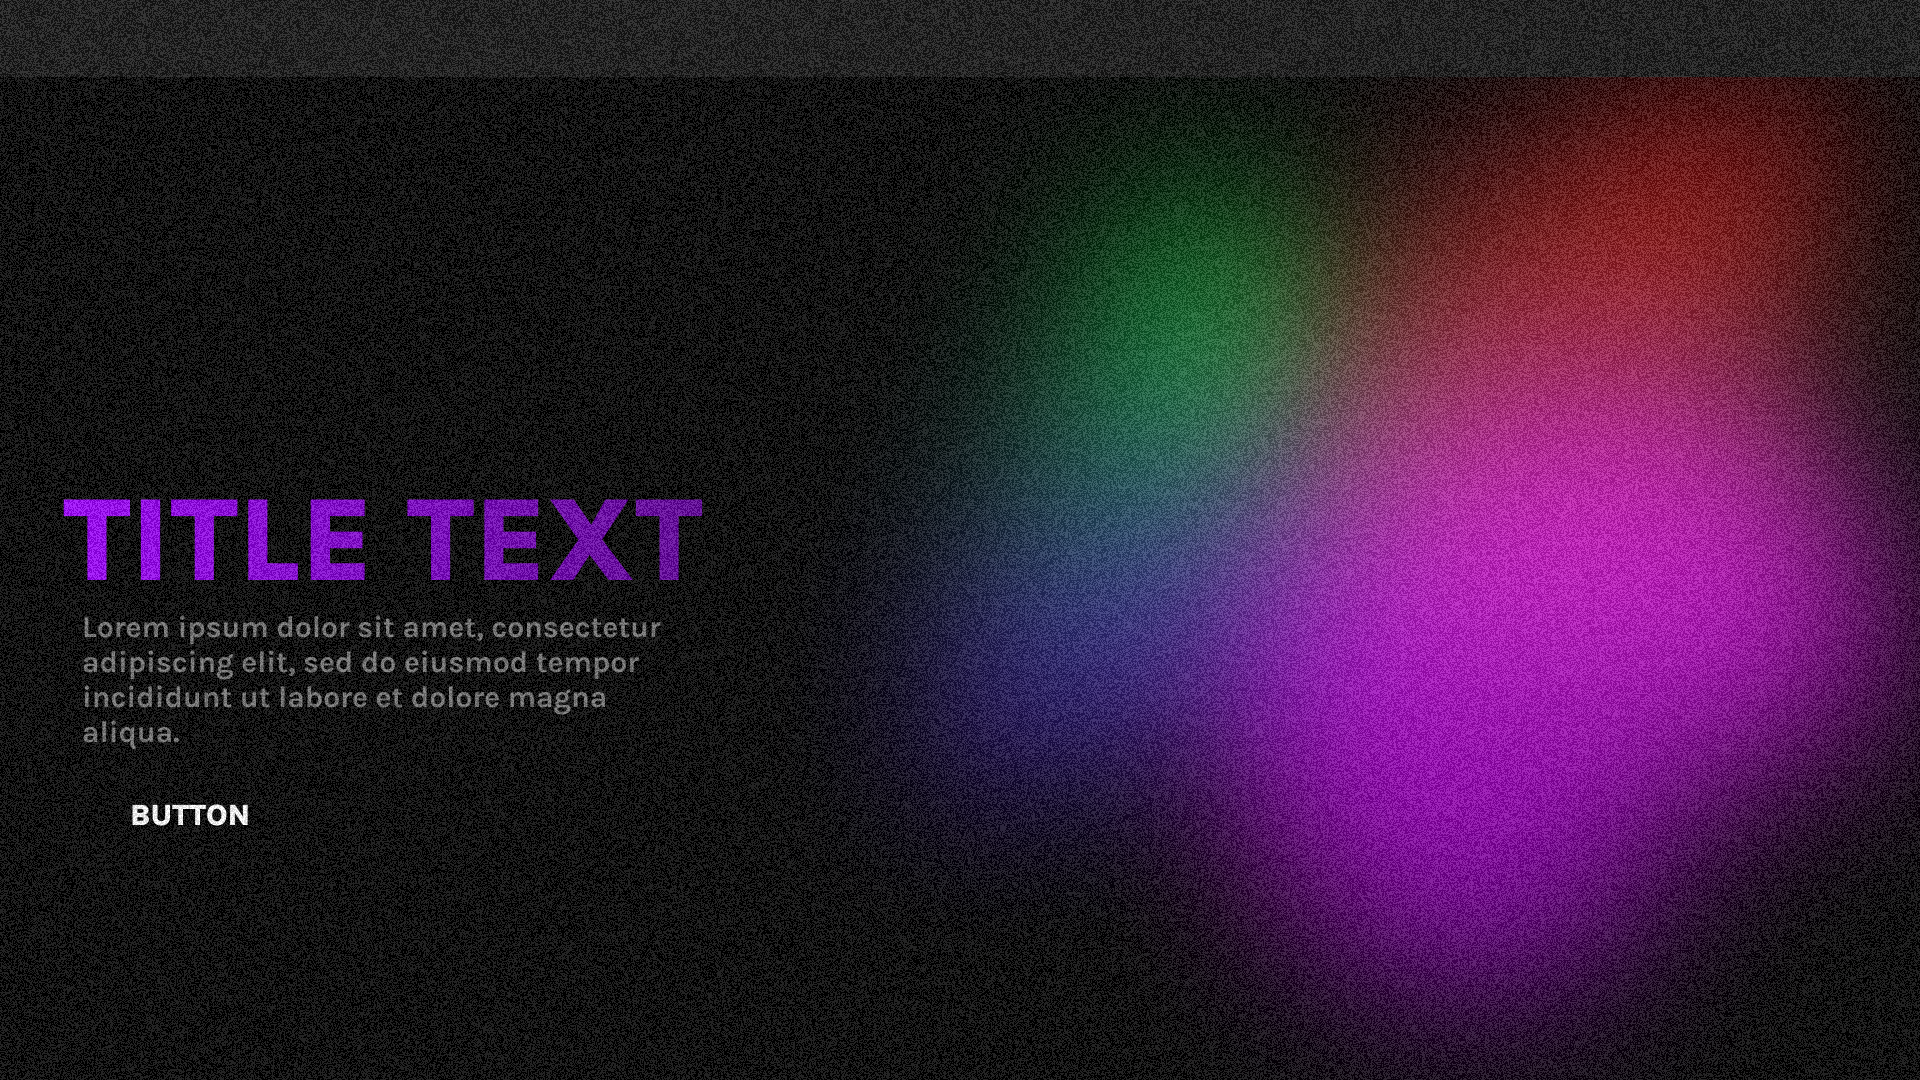 TITLE TEXT
Lorem ipsum dolor sit amet, consectetur
adipiscing elit, sed do eiusmod tempor
incididunt ut labore et dolore magna
aliqua.
BUTTON